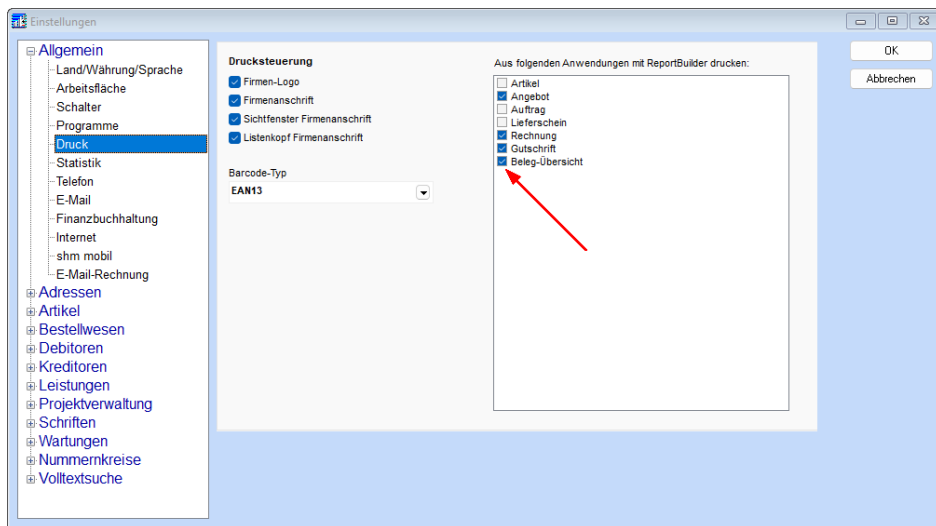 Einstellungen
Allgemein
Land/Währung/Sprache
Arbeitsfläche
Schalter
Programme
Druck
Statistik
Telefon
E-Mail
Finanzbuchhaltung
Internet
shm mobil
E-Mail-Rechnung
Adressen
Artikel
Bestellwesen
Debitoren
Kreditoren
Leistungen
Projektverwaltung
Schriften
Wartungen
Nummernkreise
Volltextsuche
Drucksteuerung
Firmen-Logo
Firmenanschrift
Sichtfenster Firmenanschrift
Listenkopf Firmenanschrift
Barcode-Typ
EAN13
Aus folgenden Anwendungen mit ReportBuilder drucken:
Artikel
Angebot
Auftrag
Lieferschein
Rechnung
Gutschrift
Beleg-Übersicht
OK
Abbrechen